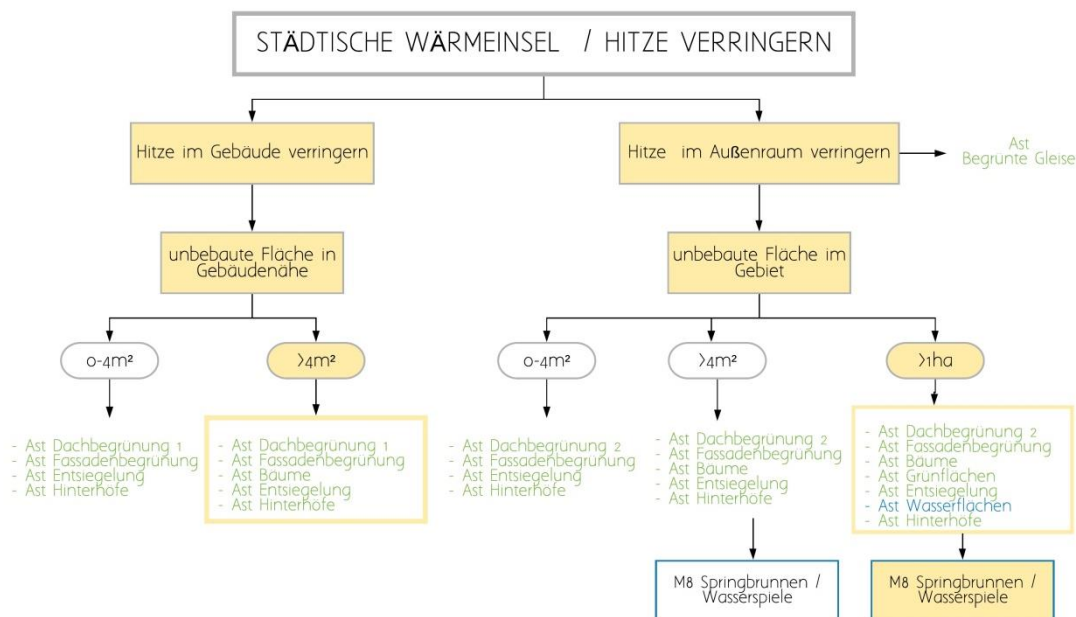 STÄDTISCHE WÄRMEINSEL / HITZE VERRINGERN
Hitze im Gebäude verringern
Hitze im Außenraum verringern
Ast
Begrünte Gleise
unbebaute Fläche in
Gebäudenähe
unbebaute Fläche im
Gebiet
0-4m²
>4m²
0-4m²
>4m²
>1ha
- Ast Dachbegrünung 1
- Ast Fassadenbegrünung
- Ast Entsiegelung
- Ast Hinterhöfe
- Ast Dachbegrünung 1
- Ast Fassadenbegrünung
- Ast Bäume
- Ast Entsiegelung
- Ast Hinterhöfe
- Ast Dachbegrünung 2
- Ast Fassadenbegrünung
- Ast Entsiegelung
- Ast Hinterhöfe
- Ast Dachbegrünung 2
- Ast Fassadenbegrünung
- Ast Bäume
- Ast Entsiegelung
- Ast Hinterhöfe
- Ast Dachbegrünung 2
- Ast Fassadenbegrünung
- Ast Bäume
- Ast Grünflächen
- Ast Entsiegelung
- Ast Wasserflächen
- Ast Hinterhöfe
M8 Springbrunnen /
Wasserspiele
M8 Springbrunnen /
Wasserspiele